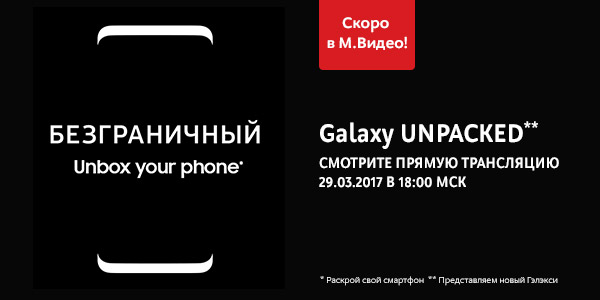 Скоро
в М.Видео!
БЕЗГРАНИЧНЫЙ
Unbox your phone*
Galaxy UNPACKED**
СМОТРИТЕ ПРЯМУЮ ТРАНСЛЯЦИЮ
29.03.2017 В 18:00 МСК
* Раскрой свой смартфон ** Представляем новый Гэлэкси